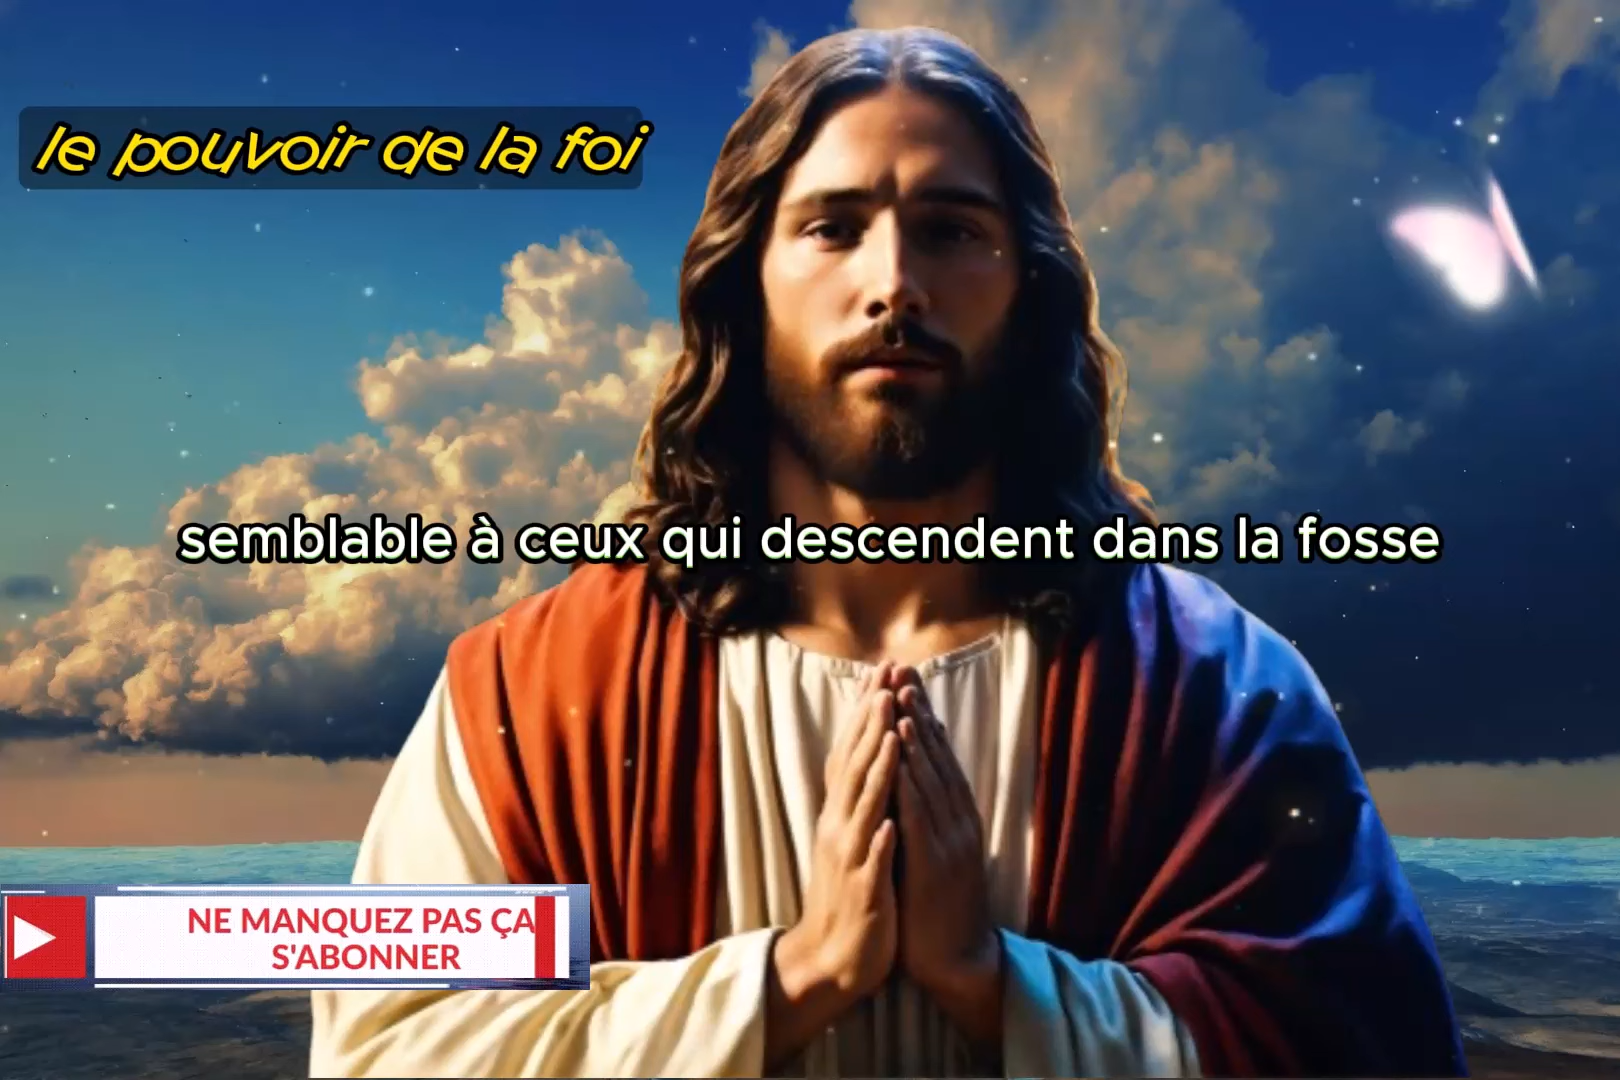 le pouvoir de la foi
semblable à ceux qui descendent dans la fosse
NE MANQUEZ PAS ÇA
S'ABONNER